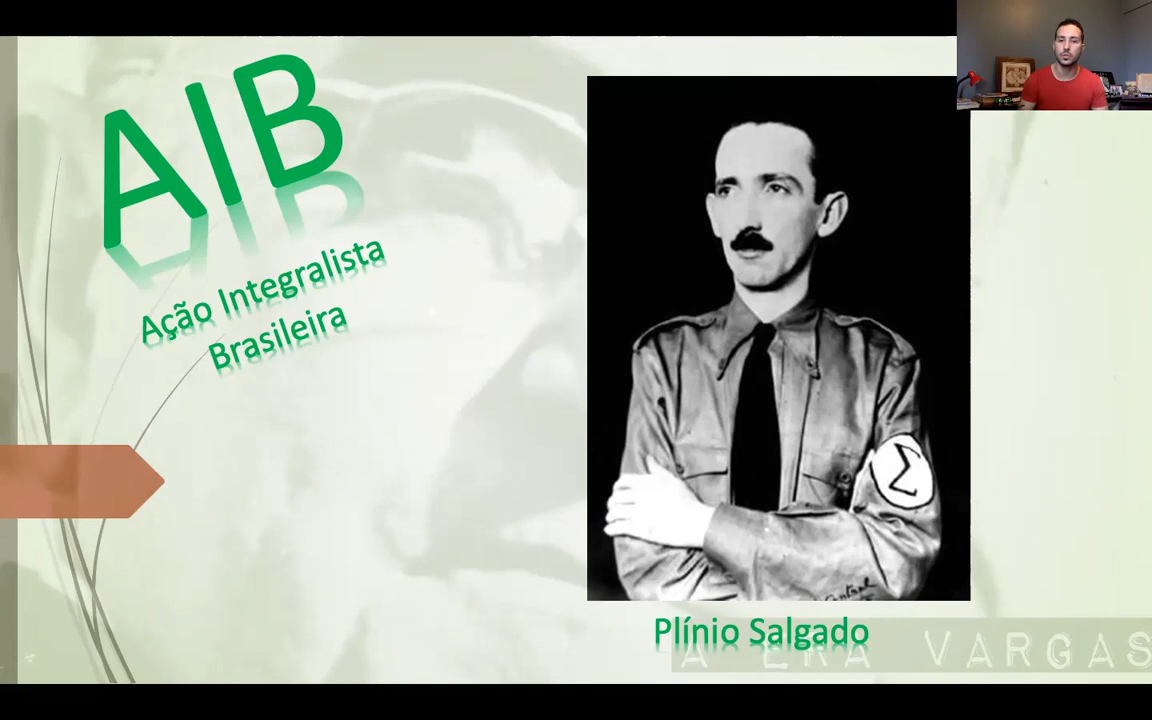 AIB
Ação Integralista
Brasileira
Σ
Plínio Salgado
A ERA VARGAS